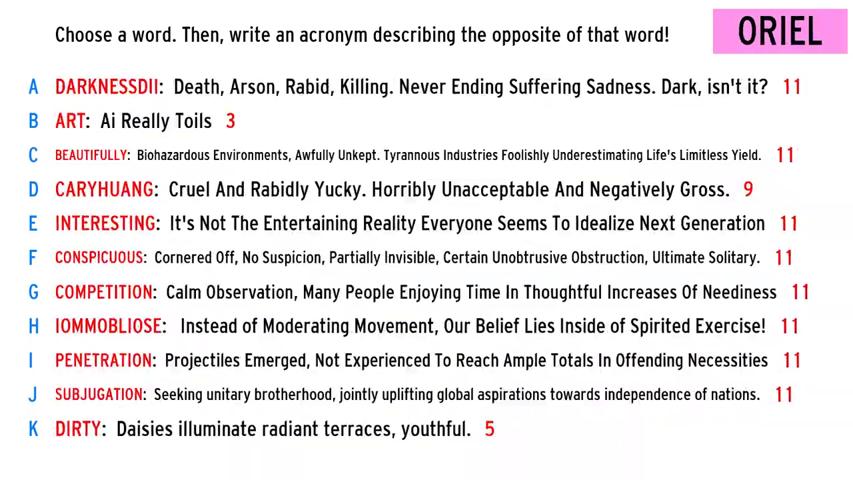 Choose a word. Then, write an acronym describing the opposite of that word!
ORIEL
A DARKNESSDII: Death, Arson, Rabid, Killing. Never Ending Suffering Sadness. Dark, isn't it? 11
B ART: Ai Really Toils 3
C BEAUTIFULLY: Biohazardous Environments, Awfully Unkept. Tyrannous Industries Foolishly Underestimating Life's Limitless Yield. 11
D CARYHUANG: Cruel And Rabidly Yucky. Horribly Unacceptable And Negatively Gross. 9
E INTERESTING: It's Not The Entertaining Reality Everyone Seems To Idealize Next Generation 11
F CONSPICUOUS: Cornered Off, No Suspicion, Partially Invisible, Certain Unobtrusive Obstruction, Ultimate Solitary. 11
G COMPETITION: Calm Observation, Many People Enjoying Time In Thoughtful Increases Of Neediness 11
H IOMMOBLIOSE: Instead of Moderating Movement, Our Belief Lies Inside of Spirited Exercise! 11
I PENETRATION: Projectiles Emerged, Not Experienced To Reach Ample Totals In Offending Necessities 11
J SUBJUGATION: Seeking unitary brotherhood, jointly uplifting global aspirations towards independence of nations. 11
K DIRTY: Daisies illuminate radiant terraces, youthful. 5